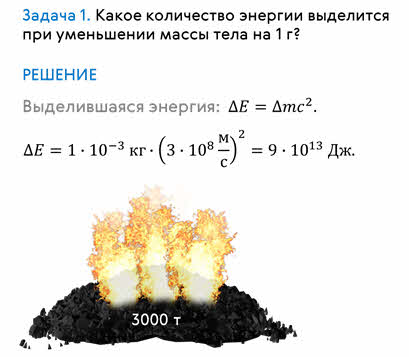 Задача 1. Какое количество энергии выделится
при уменьшении массы тела на 1 г?
РЕШЕНИЕ
Выделившаяся энергия: ΔE = Δmc².
ΔE = 1 · 10⁻³ кг · (3 · 10⁸ м/с)² = 9 · 10¹³ Дж.
3000 т